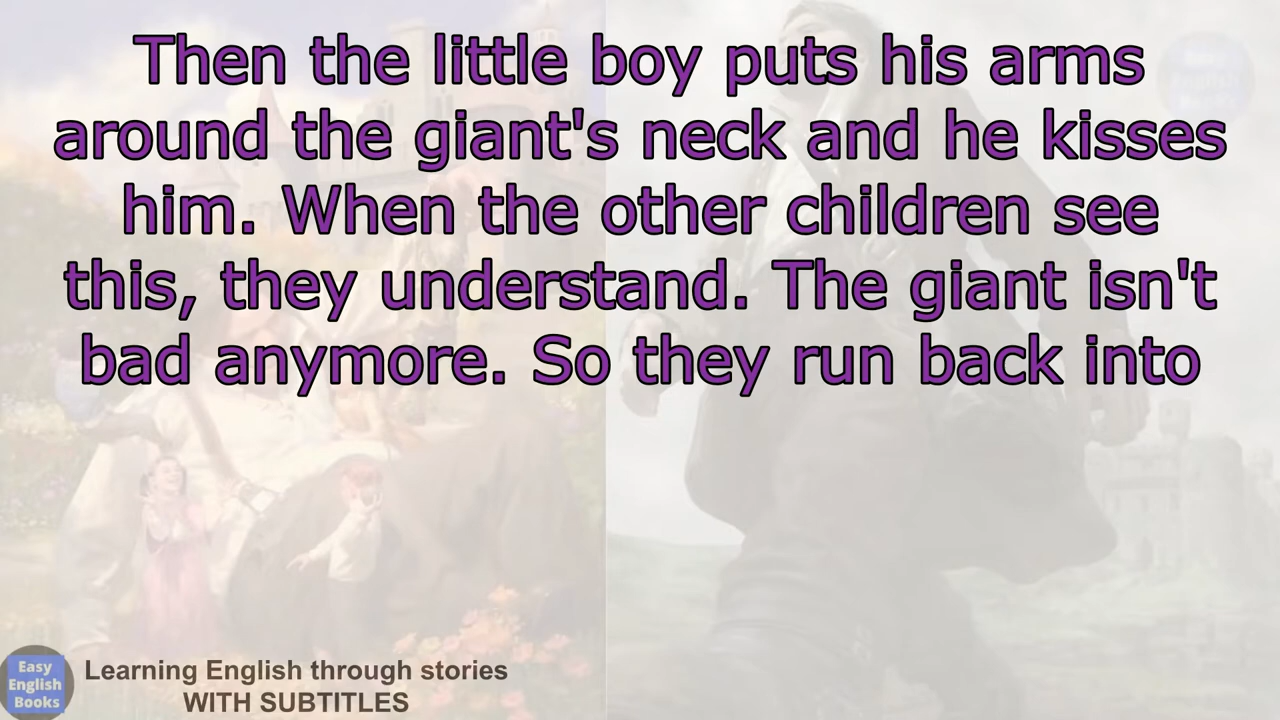 Then the little boy puts his arms
around the giant's neck and he kisses
him. When the other children see
this, they understand. The giant isn't
bad anymore. So they run back into
Easy
English
Books
Learning English through stories
WITH SUBTITLES